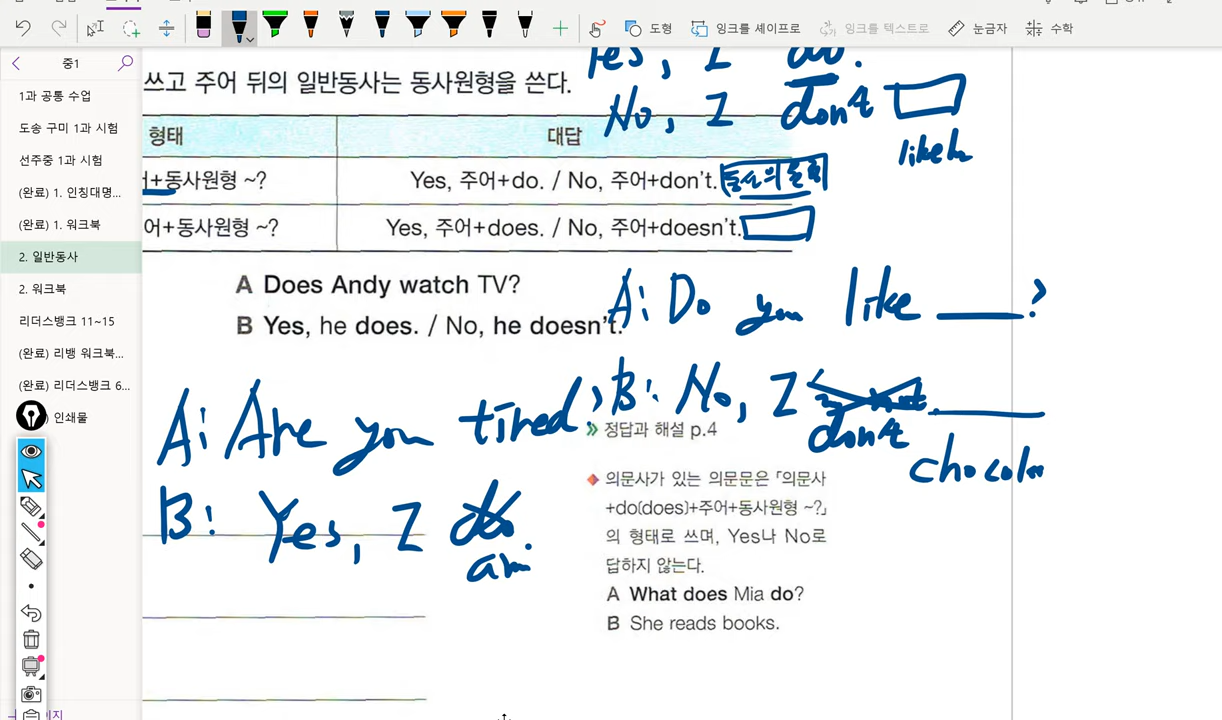 도형
잉크를 셰이프로
잉크를 텍스트로
눈금자
수학
중1
1과 공통 수업
도송 구미 1과 시험
선주중 1과 시험
(완료) 1. 인칭대명...
(완료) 1. 워크북
2. 일반동사
2. 워크북
리더스뱅크 11~15
(완료) 리뱅 워크북...
(완료) 리더스뱅크 6...
인쇄물
Yes, I do.
쓰고 주어 뒤의 일반동사는 동사원형을 쓴다.
No, I don't
형태
대답
+동사원형 ~?
Yes, 주어+do. / No, 주어+don't.
어+동사원형 ~?
Yes, 주어+does. / No, 주어+doesn't.
A Does Andy watch TV?
B Yes, he does. / No, he doesn't.
A: Do you like ____?
B: No, I don't ____
chocola
A: Are you tired?
B: Yes, I do.
am
정답과 해설 p.4
의문사가 있는 의문문은 「의문사
+do(does)+주어+동사원형 ~?」
의 형태로 쓰며, Yes나 No로
답하지 않는다.
A What does Mia do?
B She reads books.